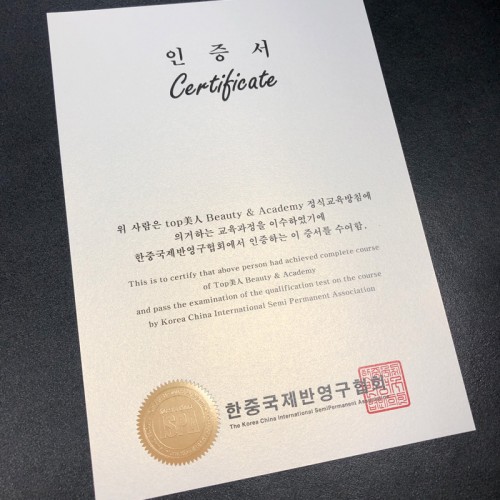 인 증 서
Certificate
위 사람은 top美人 Beauty & Academy 정식교육방침에
의거하는 교육과정을 이수하였기에
한중국제반영구협회에서 인증하는 이 증서를 수여함.
This is to certify that above person had achieved complete course
of Top美人 Beauty & Academy
and pass the examination of the qualification test on the course
by Korea China International Semi Permanent Association
한중국제반영구협회
The Korea China International SemiPermanent Association